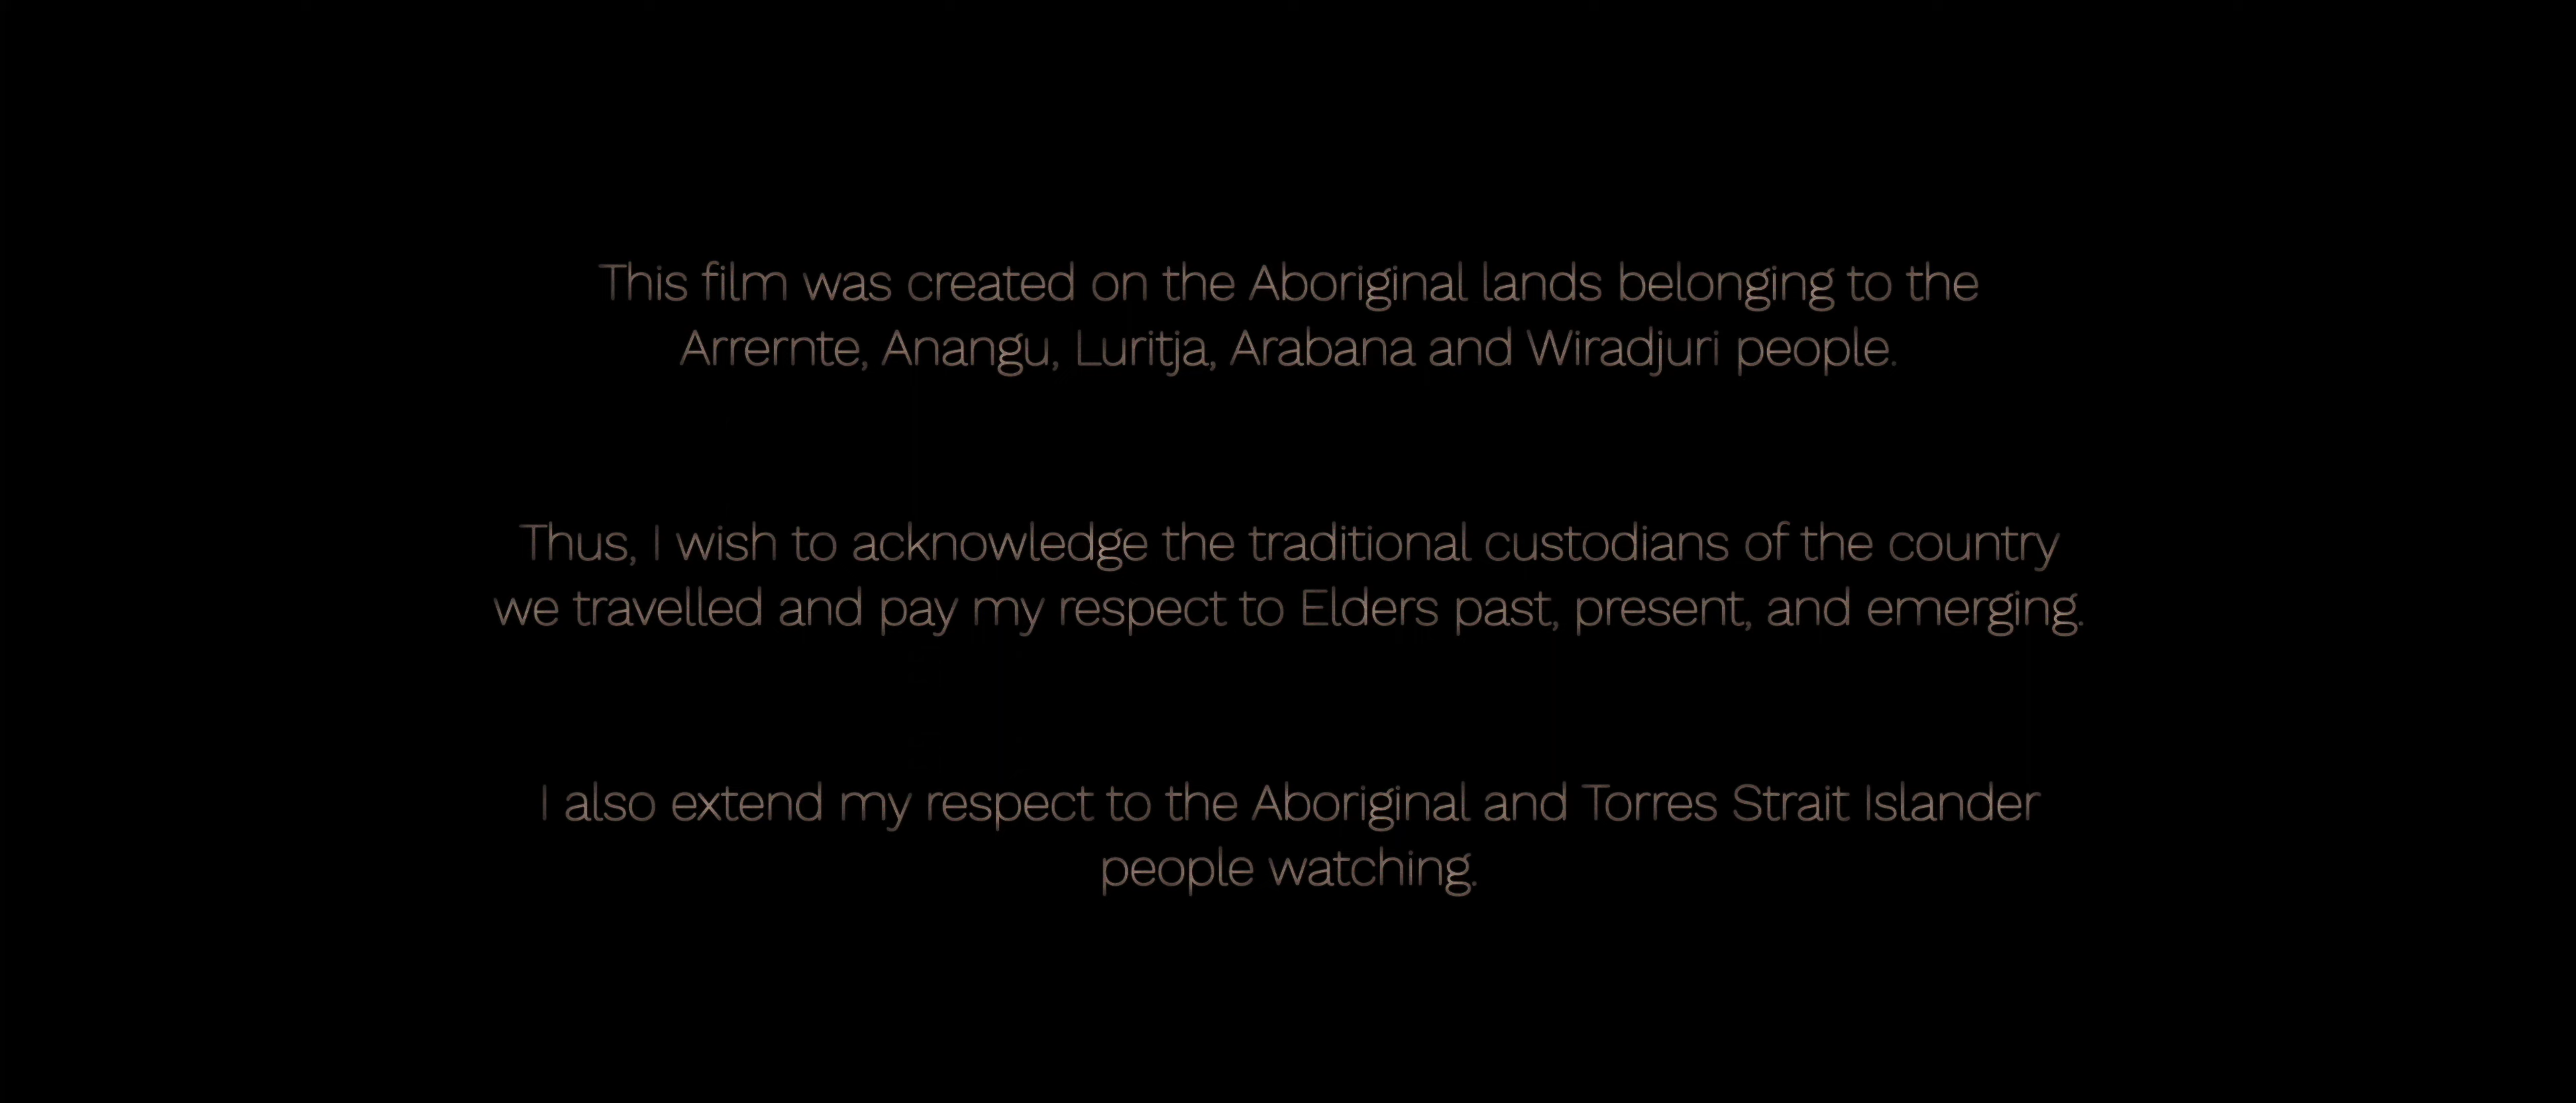 This film was created on the Aboriginal lands belonging to the
Arrernte, Anangu, Luritja, Arabana and Wiradjuri people.
Thus, I wish to acknowledge the traditional custodians of the country
we travelled and pay my respect to Elders past, present, and emerging.
I also extend my respect to the Aboriginal and Torres Strait Islander
people watching.